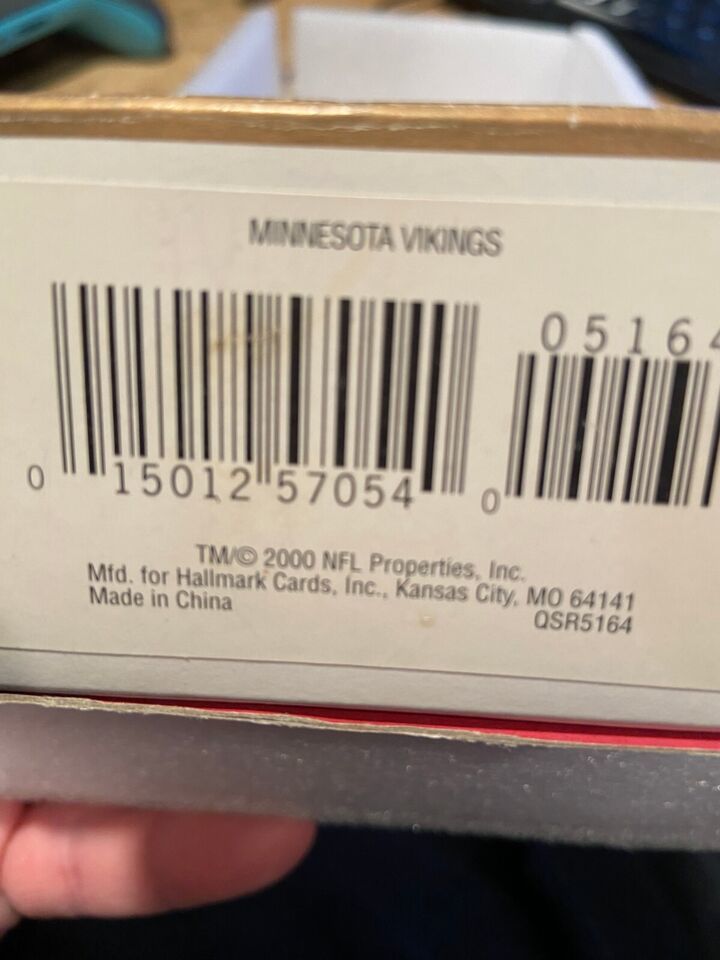 MINNESOTA VIKINGS
0 15012 57054 0
05164
TM/© 2000 NFL Properties, Inc.
Mfd. for Hallmark Cards, Inc., Kansas City, MO 64141
Made in China
QSR5164